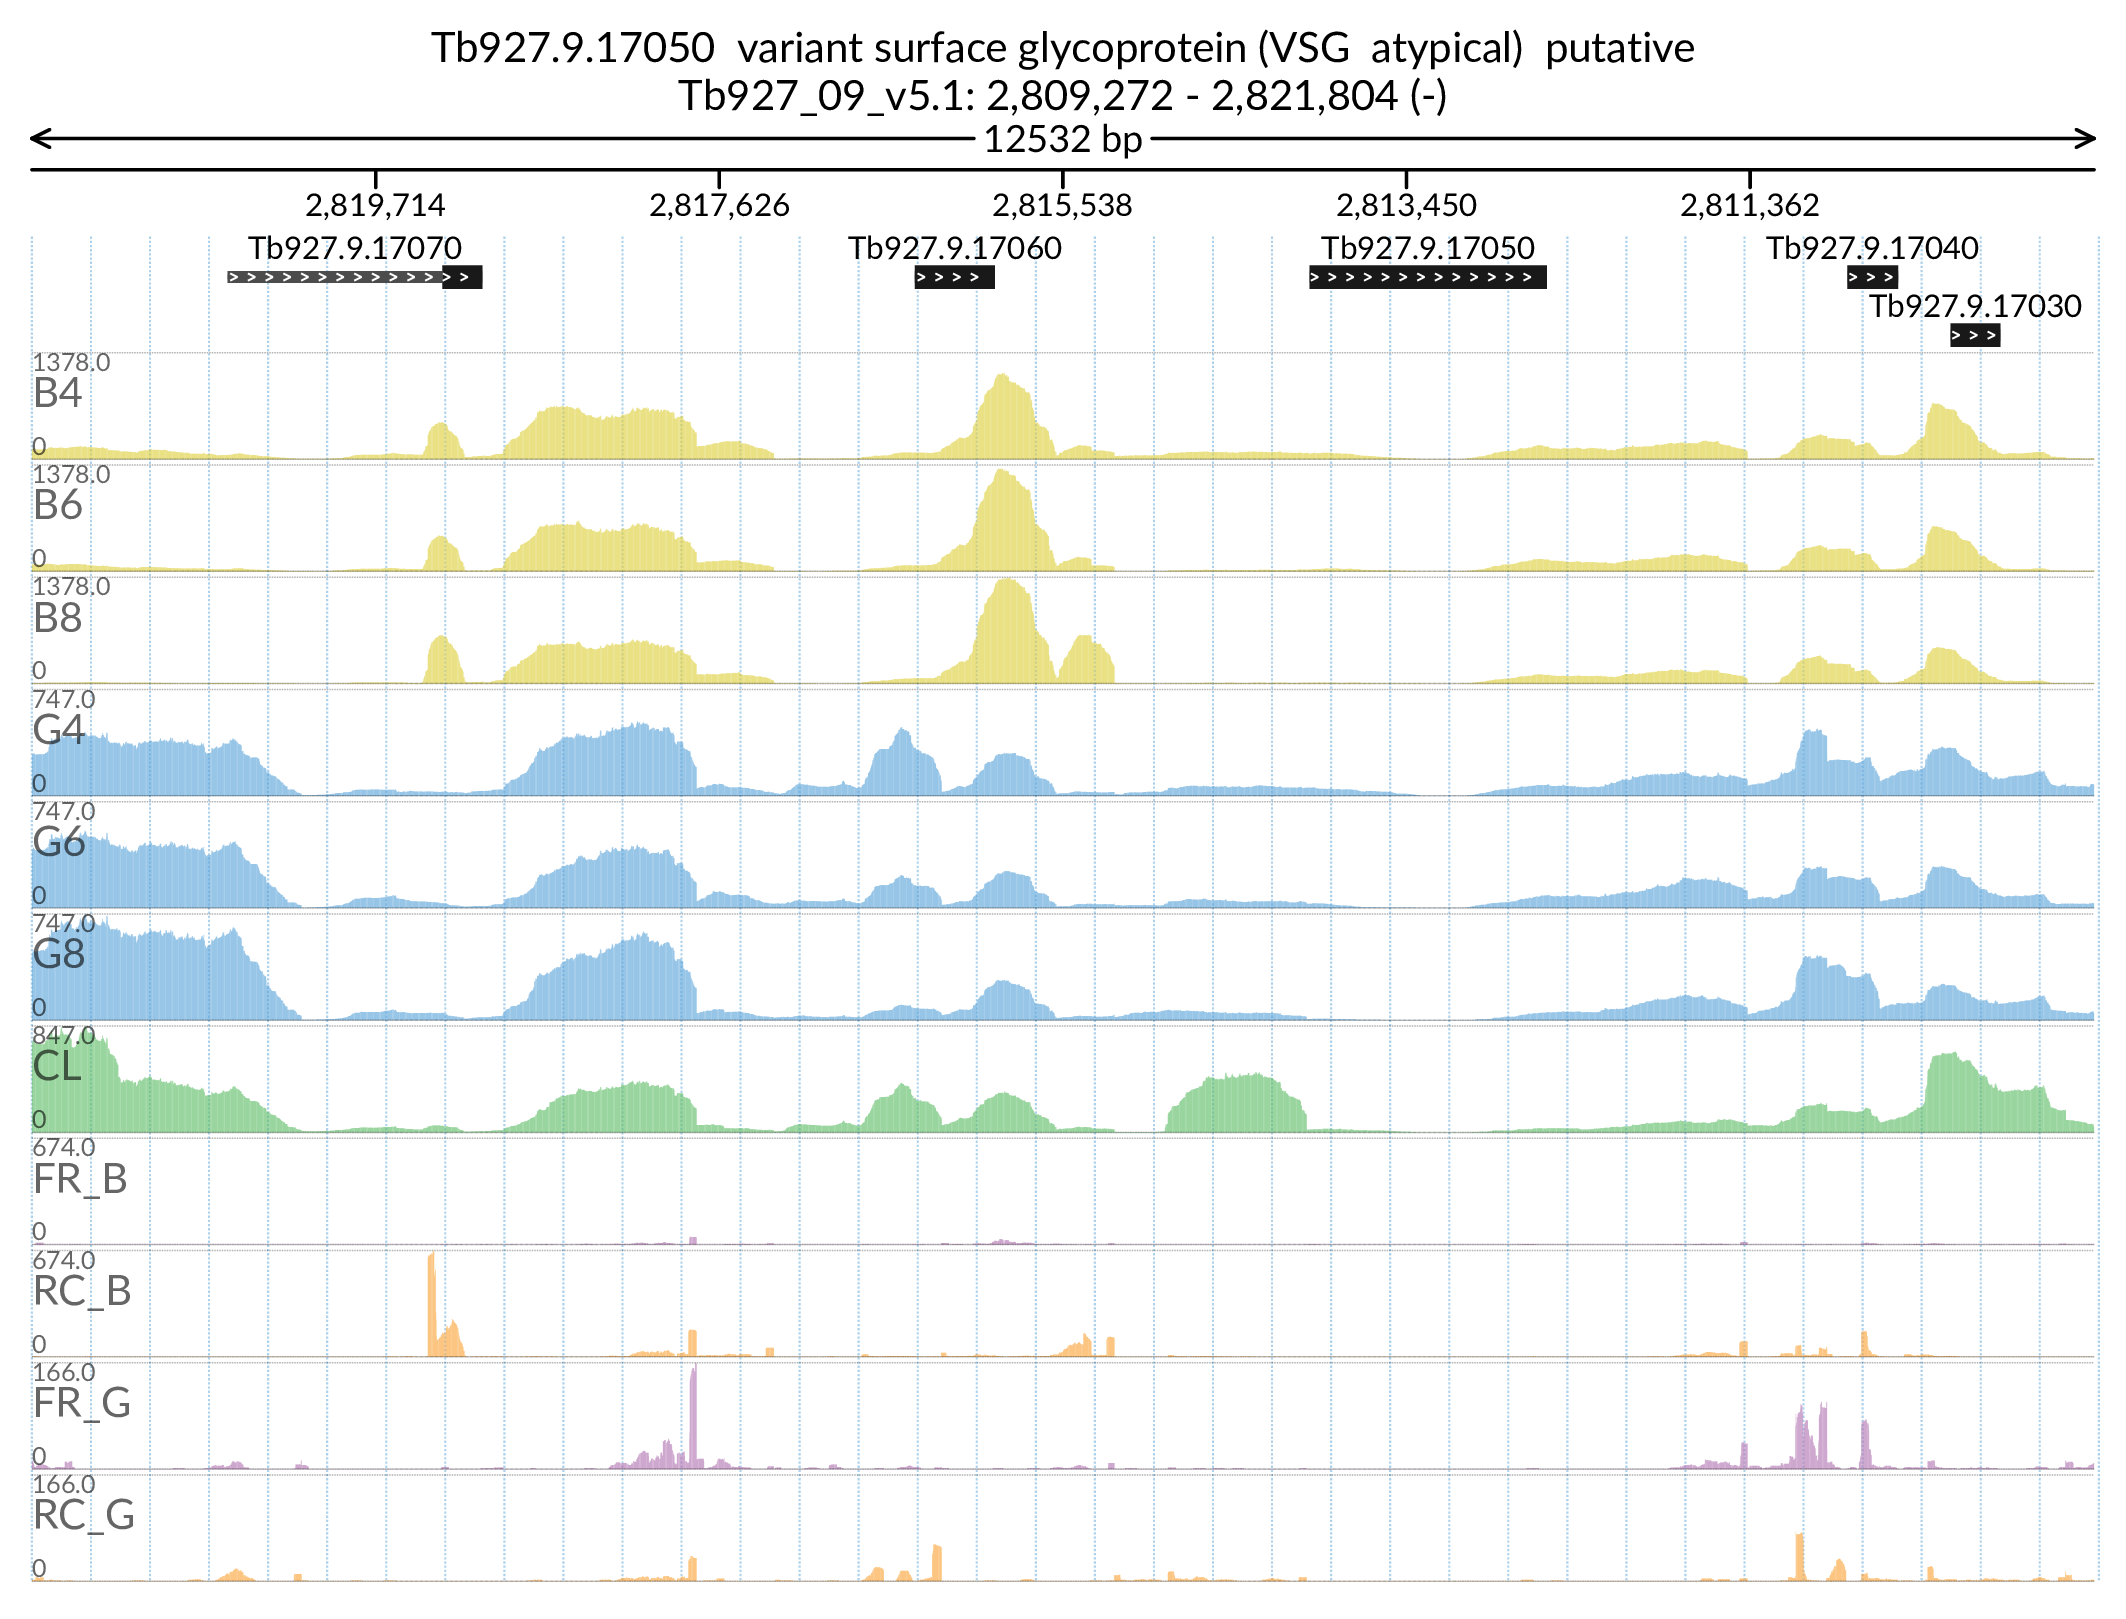 Tb927.9.17050 variant surface glycoprotein (VSG atypical) putative
Tb927_09_v5.1: 2,809,272 - 2,821,804 (-)
12532 bp
2,819,714 2,817,626 2,815,538 2,813,450 2,811,362
Tb927.9.17070 Tb927.9.17060 Tb927.9.17050 Tb927.9.17040
Tb927.9.17030
1378.0
B4
0
1378.0
B6
0
1378.0
B8
0
747.0
G4
0
747.0
G6
0
747.0
G8
0
847.0
CL
0
674.0
FR_B
0
674.0
RC_B
0
166.0
FR_G
0
166.0
RC_G
0